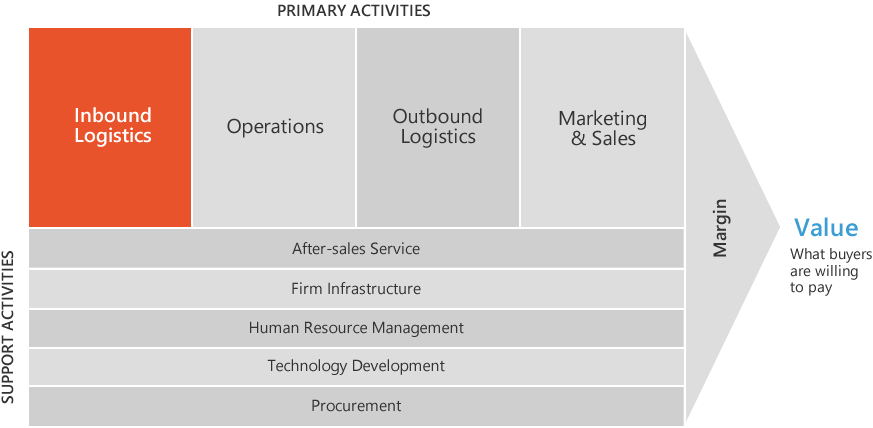 PRIMARY ACTIVITIES
Inbound
Logistics
Operations
Outbound
Logistics
Marketing
& Sales
After-sales Service
Firm Infrastructure
Human Resource Management
Technology Development
Procurement
SUPPORT ACTIVITIES
Margin
Value
What buyers
are willing
to pay